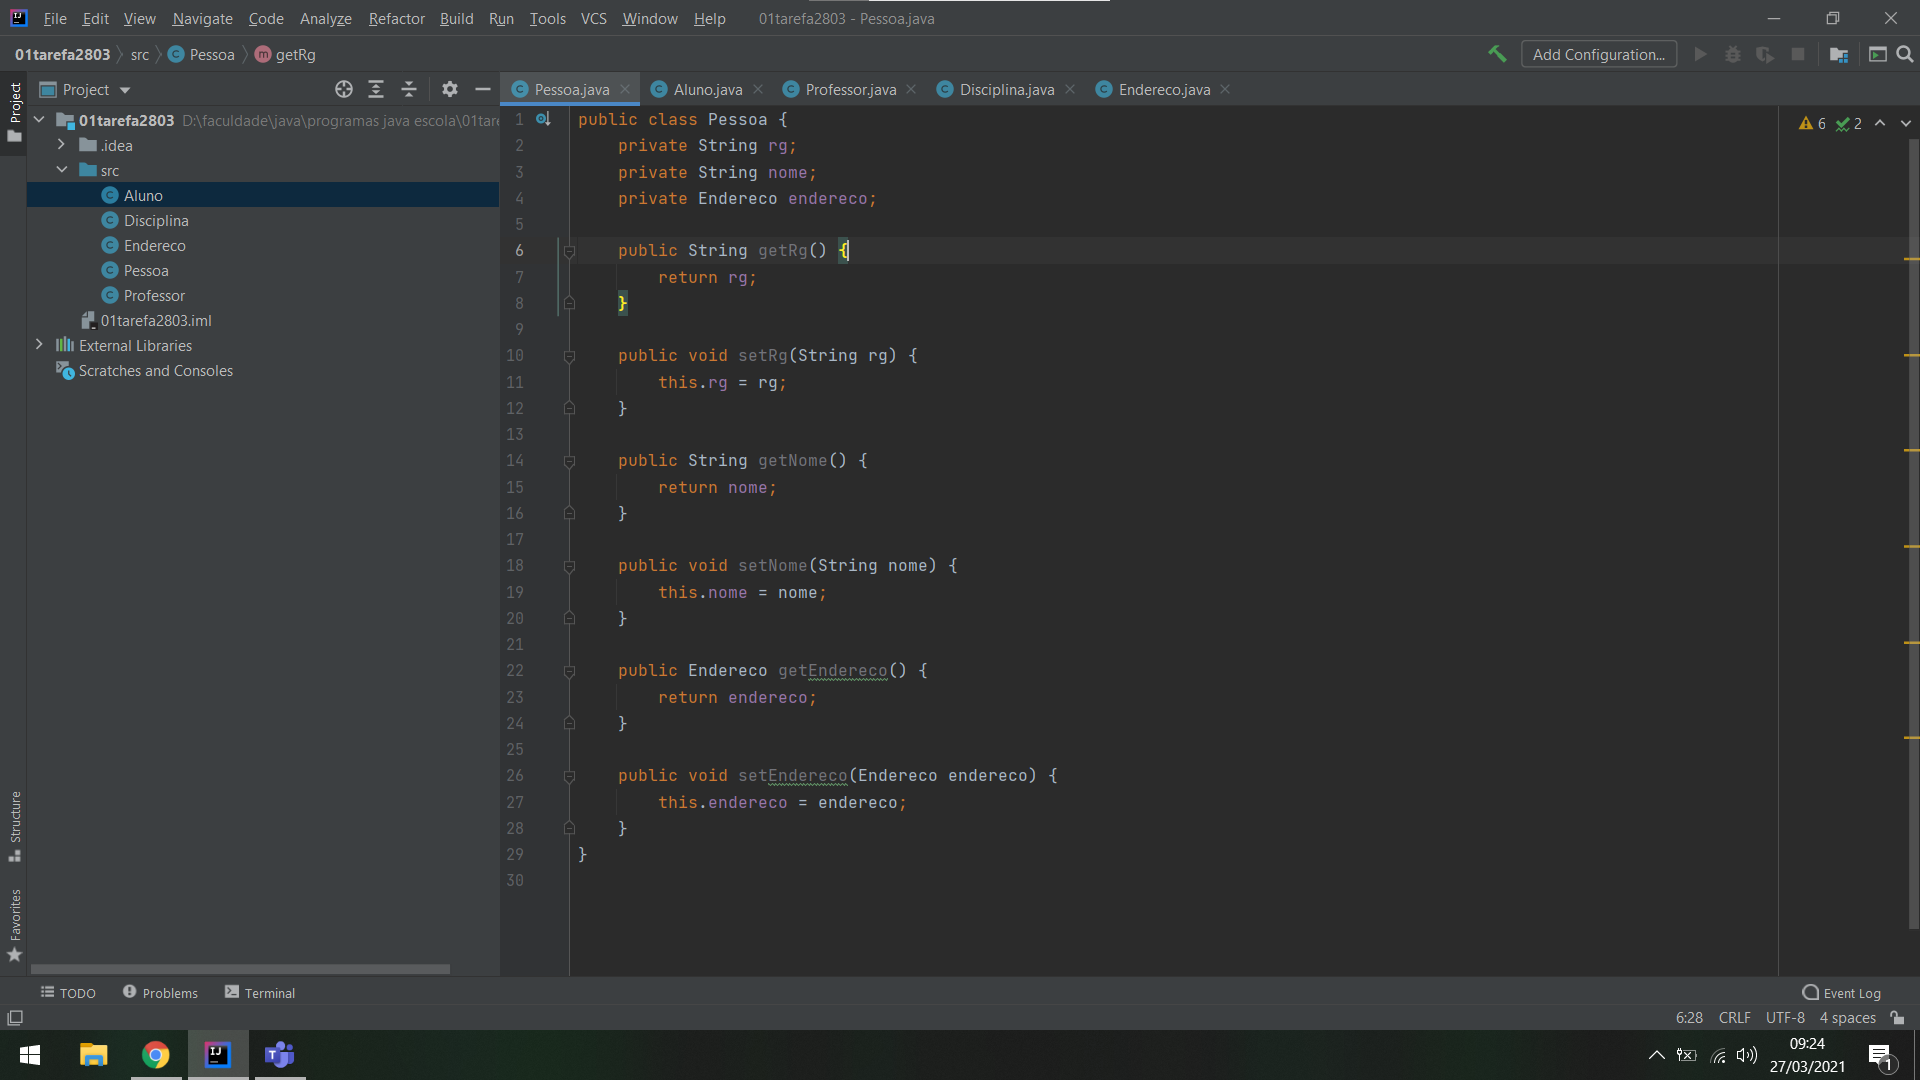 File Edit View Navigate Code Analyze Refactor Build Run Tools VCS Window Help 01tarefa2803 - Pessoa.java
01tarefa2803 src Pessoa getRg Add Configuration...
Project
Project
Pessoa.java Aluno.java Professor.java Disciplina.java Endereco.java
01tarefa2803 D:\faculdade\java\programas java escola\01tare
.idea
src
Aluno
Disciplina
Endereco
Pessoa
Professor
01tarefa2803.iml
External Libraries
Scratches and Consoles
6 2
1 public class Pessoa {
2 private String rg;
3 private String nome;
4 private Endereco endereco;
5
6 public String getRg() {
7 return rg;
8 }
9
10 public void setRg(String rg) {
11 this.rg = rg;
12 }
13
14 public String getNome() {
15 return nome;
16 }
17
18 public void setNome(String nome) {
19 this.nome = nome;
20 }
21
22 public Endereco getEndereco() {
23 return endereco;
24 }
25
26 public void setEndereco(Endereco endereco) {
27 this.endereco = endereco;
28 }
29 }
30
Structure
Favorites
TODO Problems Terminal Event Log
6:28 CRLF UTF-8 4 spaces
09:24
27/03/2021
1